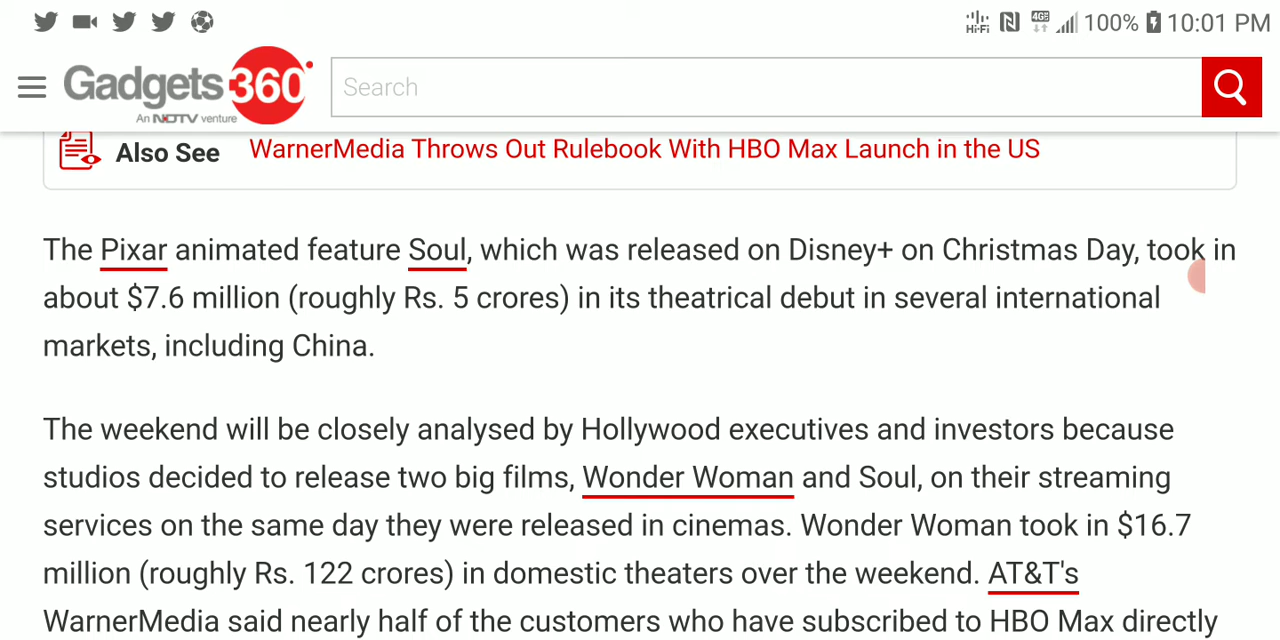 Hi-Fi 4GE 100% 10:01 PM
Gadgets 360
An NDTV venture
Search
Also See WarnerMedia Throws Out Rulebook With HBO Max Launch in the US
The Pixar animated feature Soul, which was released on Disney+ on Christmas Day, took in
about $7.6 million (roughly Rs. 5 crores) in its theatrical debut in several international
markets, including China.
The weekend will be closely analysed by Hollywood executives and investors because
studios decided to release two big films, Wonder Woman and Soul, on their streaming
services on the same day they were released in cinemas. Wonder Woman took in $16.7
million (roughly Rs. 122 crores) in domestic theaters over the weekend. AT&T's
WarnerMedia said nearly half of the customers who have subscribed to HBO Max directly